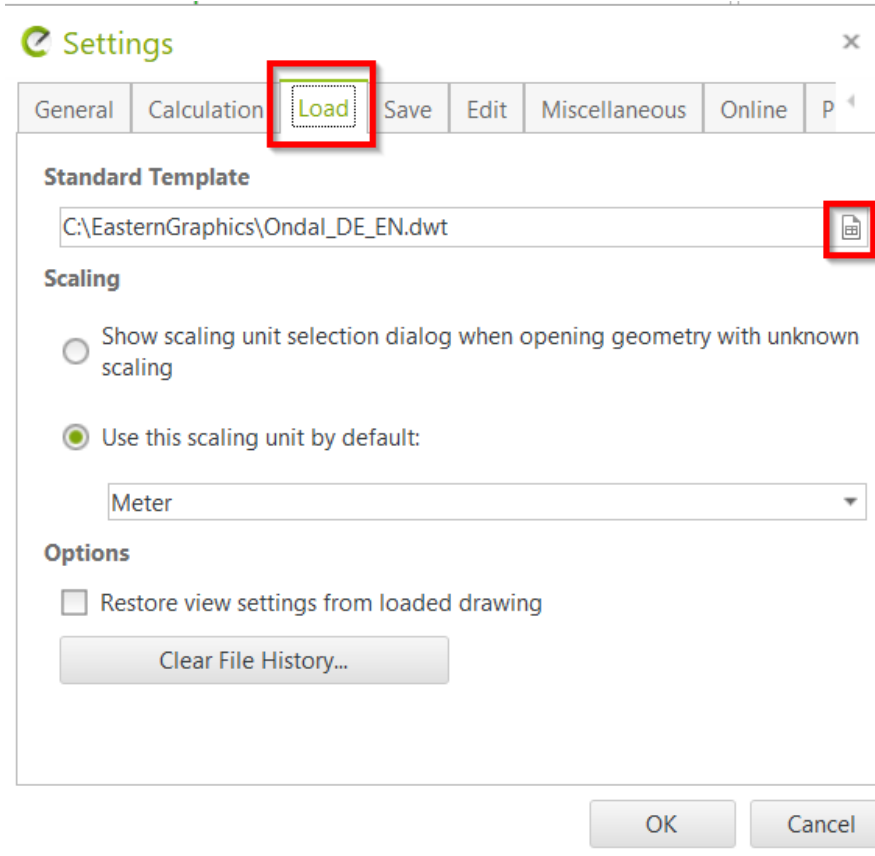 Settings
General Calculation Load Save Edit Miscellaneous Online P
Standard Template
C:\EasternGraphics\Ondal_DE_EN.dwt
Scaling
Show scaling unit selection dialog when opening geometry with unknown
scaling
Use this scaling unit by default:
Meter
Options
Restore view settings from loaded drawing
Clear File History...
OK Cancel